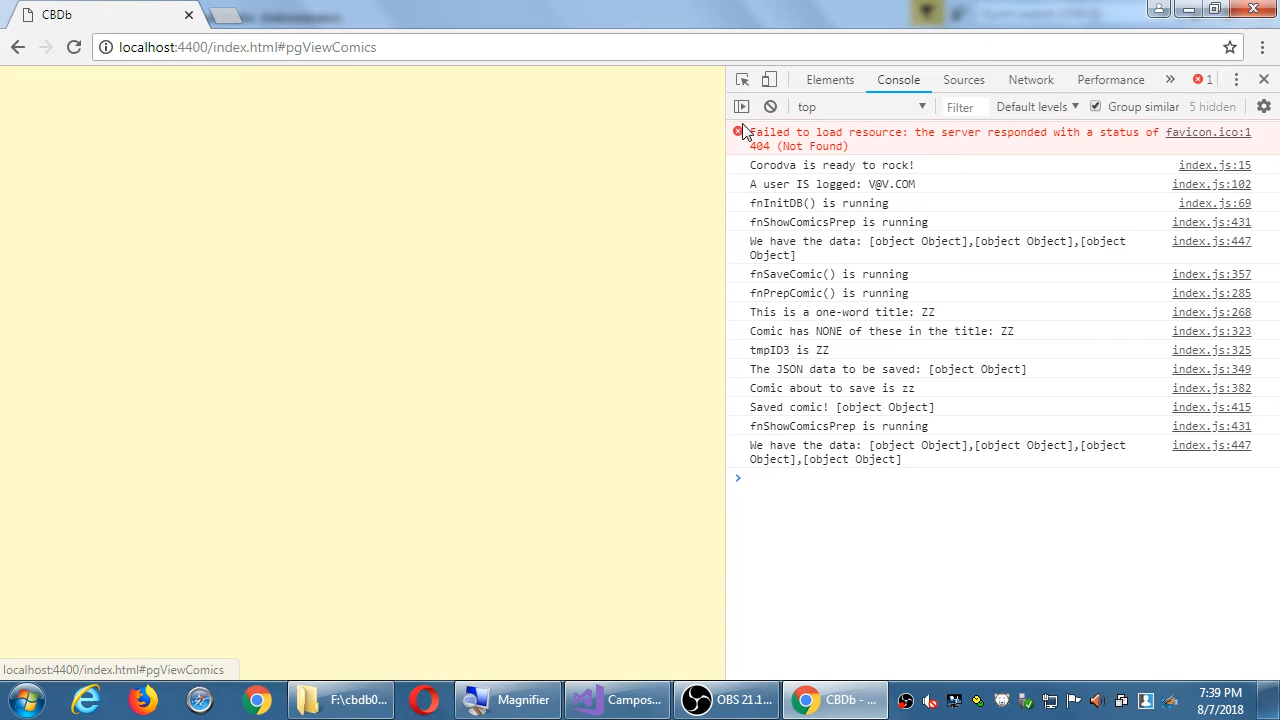 CBDb
localhost:4400/index.html#pgViewComics
Elements Console Sources Network Performance » 1
top Filter Default levels Group similar 5 hidden
Failed to load resource: the server responded with a status of favicon.ico:1
404 (Not Found)
Corodva is ready to rock! index.js:15
A user IS logged: V@V.COM index.js:102
fnInitDB() is running index.js:69
fnShowComicsPrep is running index.js:431
We have the data: [object Object],[object Object],[object index.js:447
Object]
fnSaveComic() is running index.js:357
fnPrepComic() is running index.js:285
This is a one-word title: ZZ index.js:268
Comic has NONE of these in the title: ZZ index.js:323
tmpID3 is ZZ index.js:325
The JSON data to be saved: [object Object] index.js:349
Comic about to save is zz index.js:382
Saved comic! [object Object] index.js:415
fnShowComicsPrep is running index.js:431
We have the data: [object Object],[object Object],[object index.js:447
Object],[object Object]
localhost:4400/index.html#pgViewComics
F:\cbdb0... Magnifier Campos... OBS 21.1... CBDb - ... 7:39 PM
8/7/2018